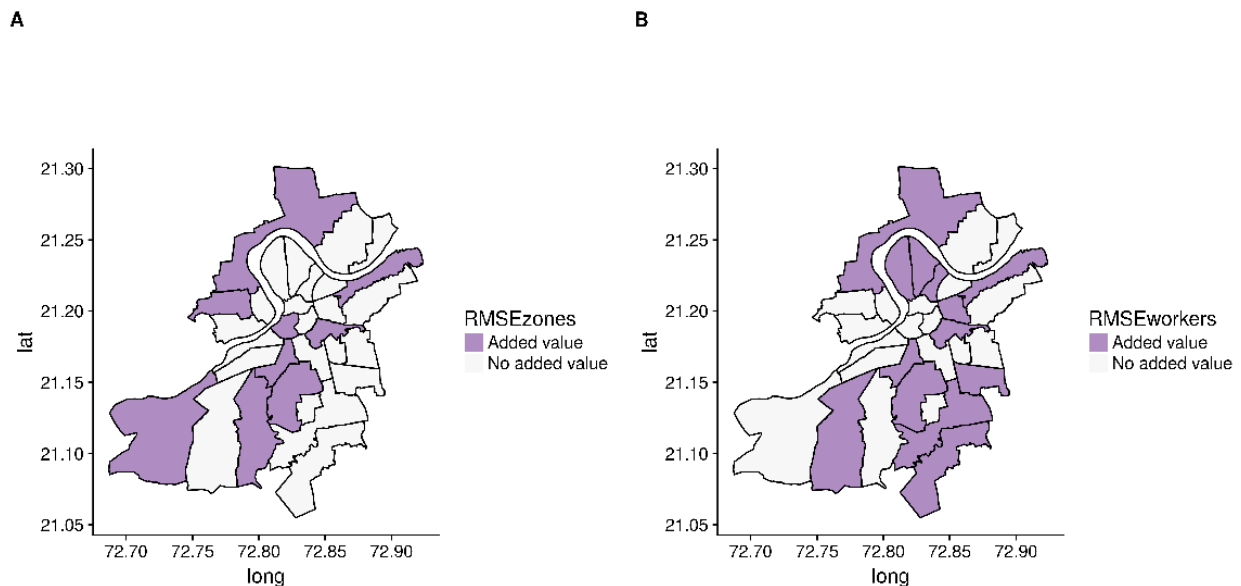 A
B
21.30
21.25
21.20
21.15
21.10
21.05
lat
72.70 72.75 72.80 72.85 72.90
long
RMSEzones
Added value
No added value
21.30
21.25
21.20
21.15
21.10
21.05
lat
72.70 72.75 72.80 72.85 72.90
long
RMSEworkers
Added value
No added value